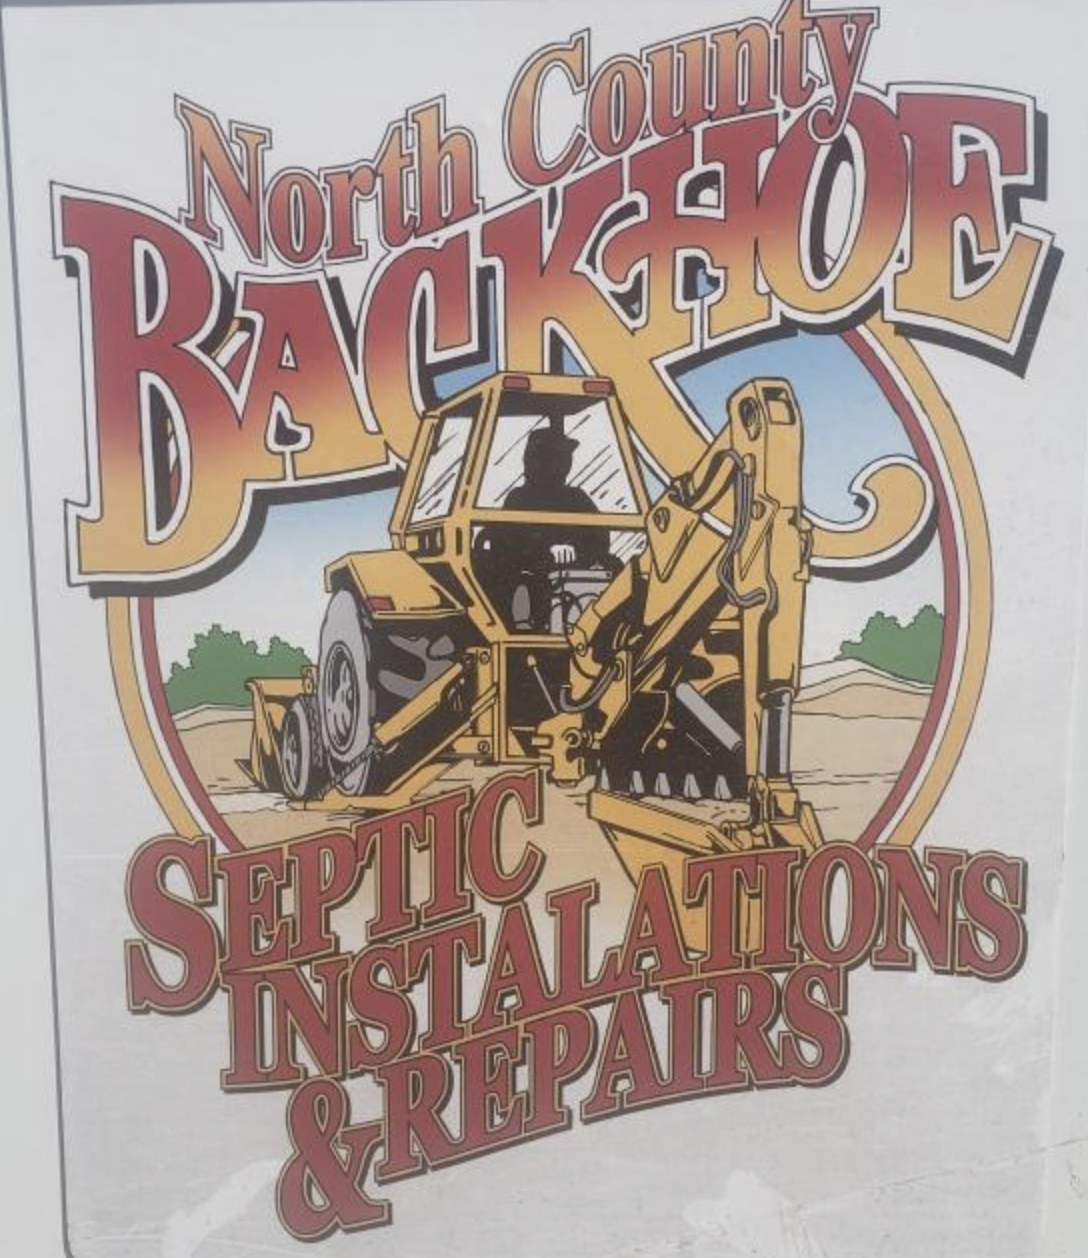 North County
BACKHOE
SEPTIC
INSTALATIONS
& REPAIRS